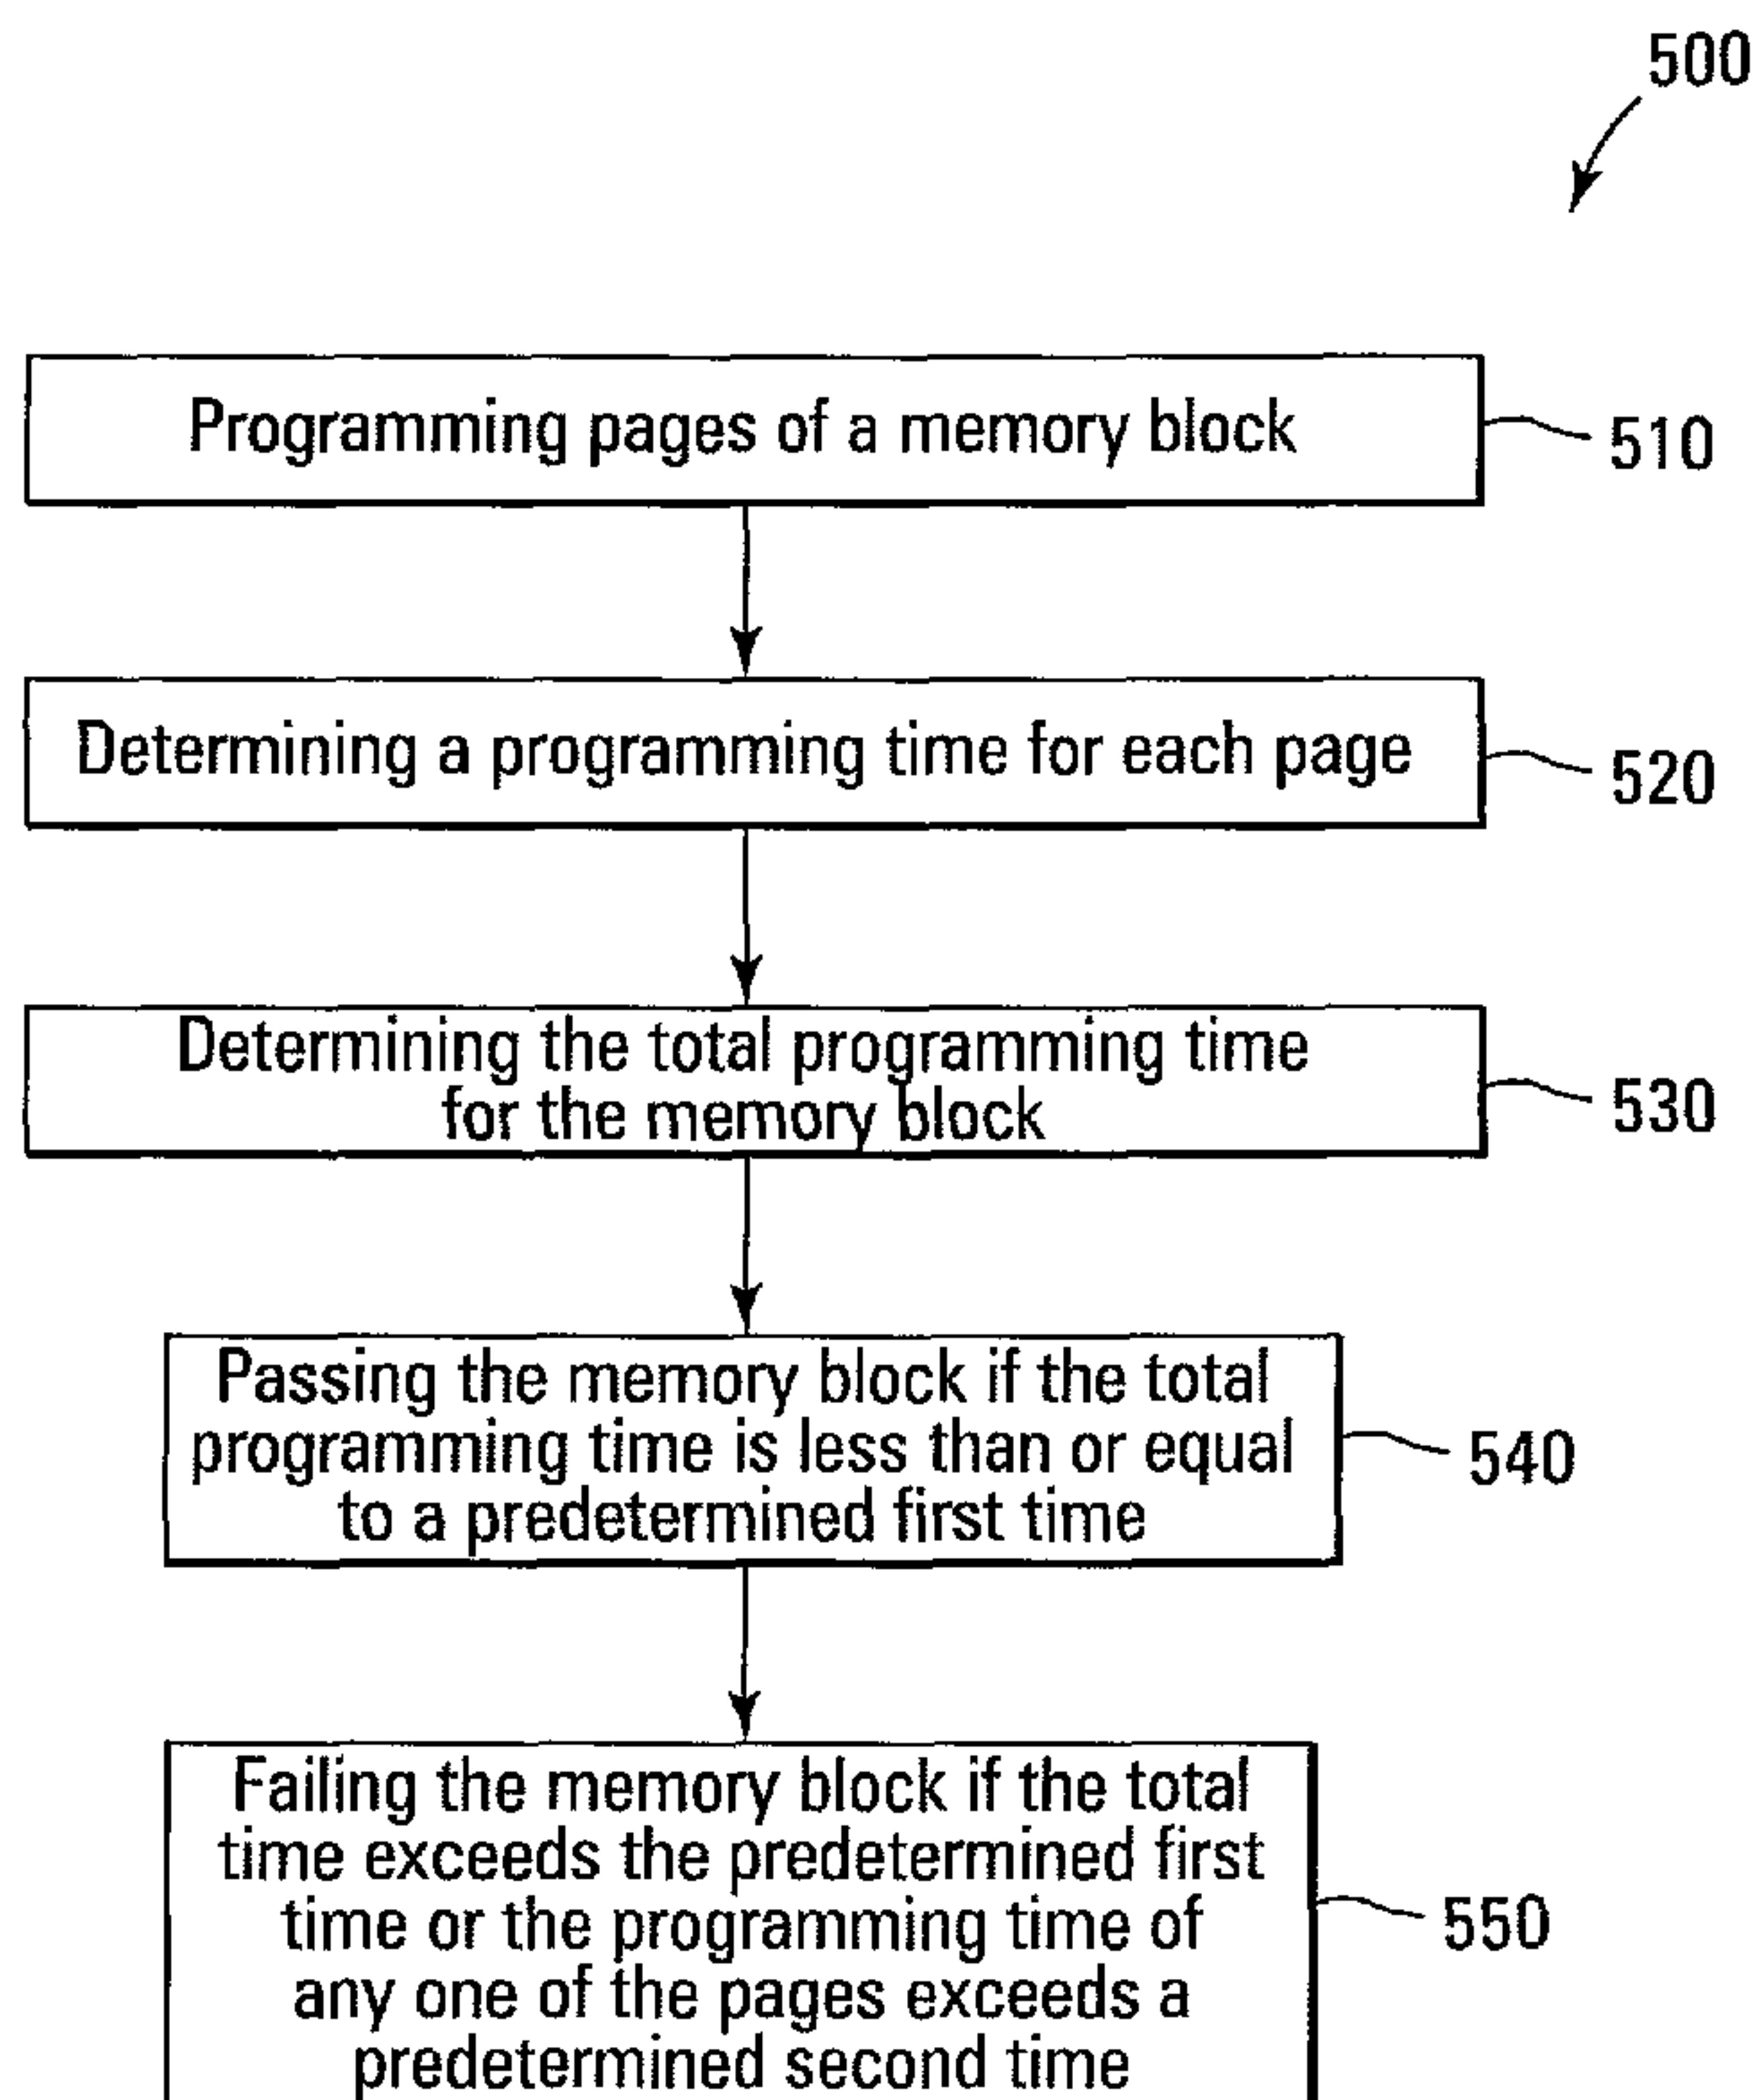 500
Programming pages of a memory block
510
Determining a programming time for each page
520
Determining the total programming time
for the memory block
530
Passing the memory block if the total
programming time is less than or equal
to a predetermined first time
540
Failing the memory block if the total
time exceeds the predetermined first
time or the programming time of
any one of the pages exceeds a
predetermined second time
550